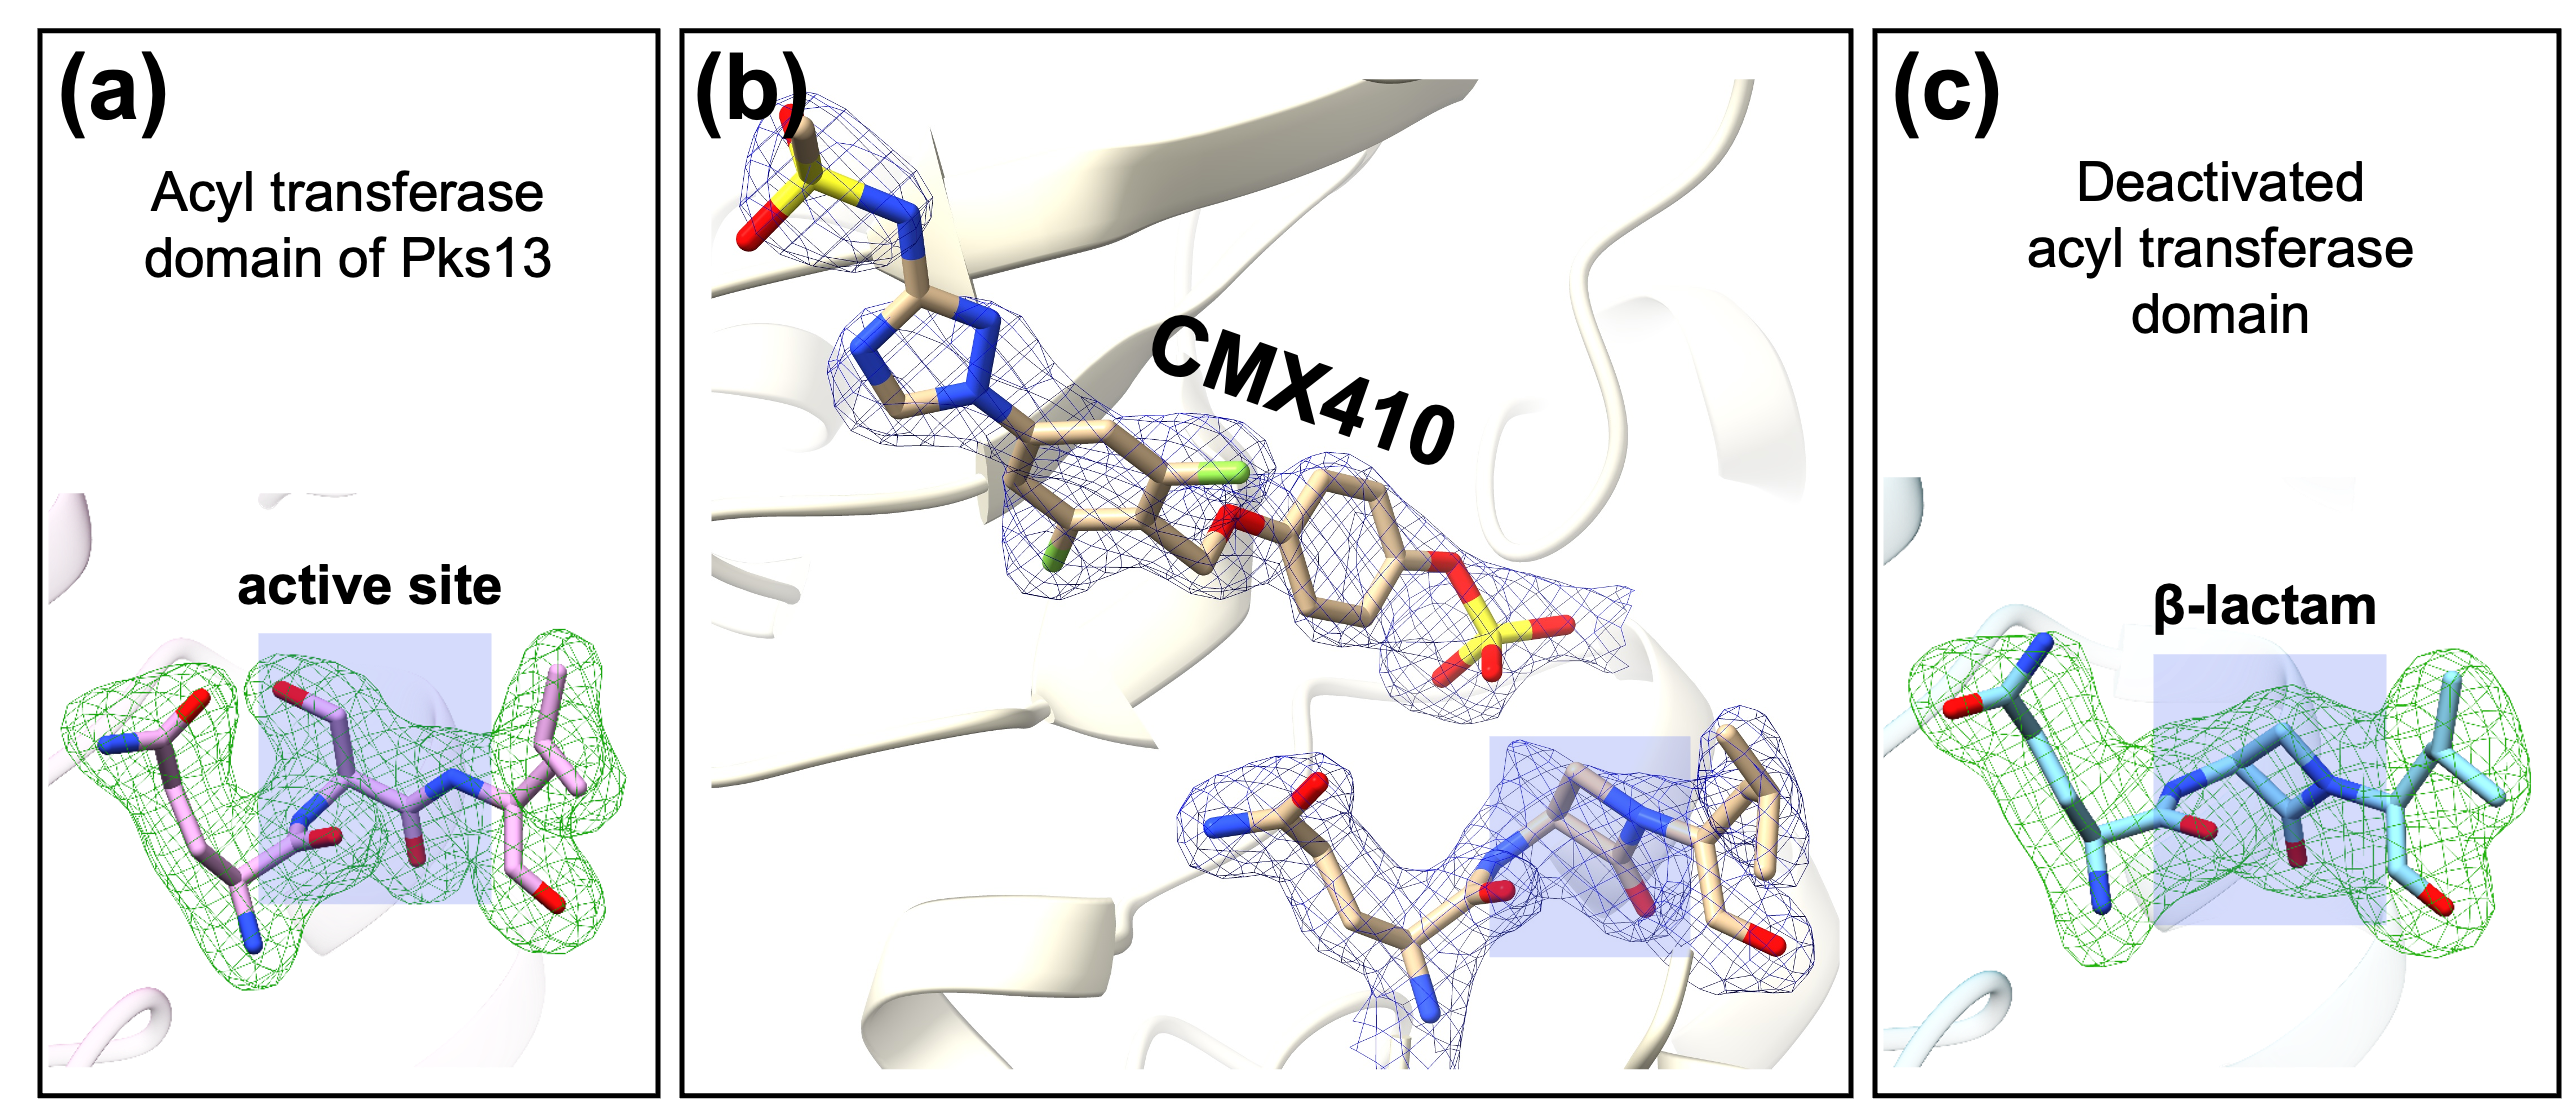 (a)
Acyl transferase
domain of Pks13
active site
(b)
CMX410
(c)
Deactivated
acyl transferase
domain
β-lactam